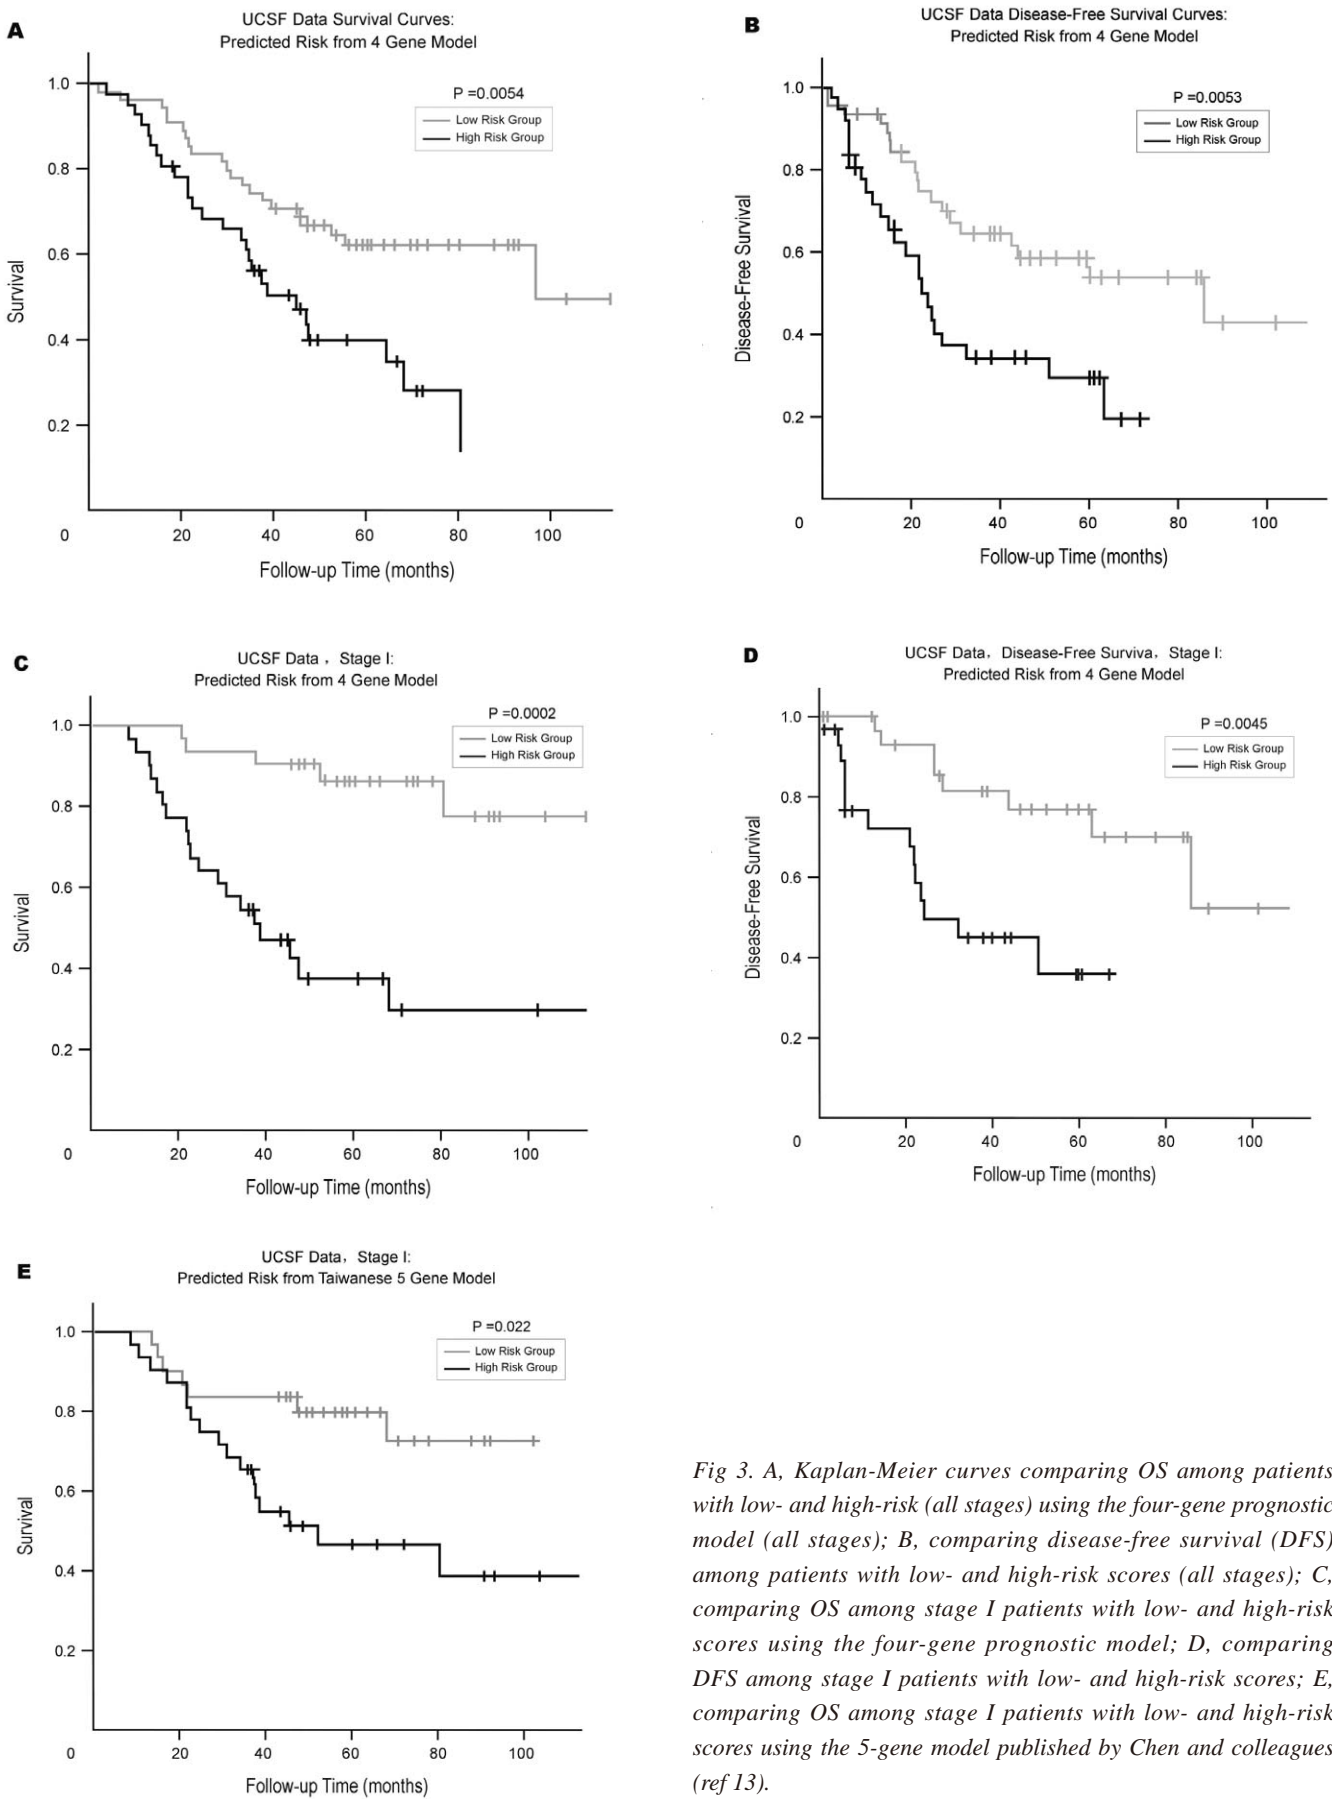 A
UCSF Data Survival Curves:
Predicted Risk from 4 Gene Model
P =0.0054
Low Risk Group
High Risk Group
1.0
0.8
0.6
0.4
0.2
Survival
0
20
40
60
80
100
Follow-up Time (months)
B
UCSF Data Disease-Free Survival Curves:
Predicted Risk from 4 Gene Model
P =0.0053
Low Risk Group
High Risk Group
1.0
0.8
0.6
0.4
0.2
Disease-Free Survival
0
20
40
60
80
100
Follow-up Time (months)
C
UCSF Data , Stage I:
Predicted Risk from 4 Gene Model
P =0.0002
Low Risk Group
High Risk Group
1.0
0.8
0.6
0.4
0.2
Survival
0
20
40
60
80
100
Follow-up Time (months)
D
UCSF Data, Disease-Free Surviva, Stage I:
Predicted Risk from 4 Gene Model
P =0.0045
Low Risk Group
High Risk Group
1.0
0.8
0.6
0.4
0.2
Disease-Free Survival
0
20
40
60
80
100
Follow-up Time (months)
E
UCSF Data, Stage I:
Predicted Risk from Taiwanese 5 Gene Model
P =0.022
Low Risk Group
High Risk Group
1.0
0.8
0.6
0.4
0.2
Survival
0
20
40
60
80
100
Follow-up Time (months)
Fig 3. A, Kaplan-Meier curves comparing OS among patients
with low- and high-risk (all stages) using the four-gene prognostic
model (all stages); B, comparing disease-free survival (DFS)
among patients with low- and high-risk scores (all stages); C,
comparing OS among stage I patients with low- and high-risk
scores using the four-gene prognostic model; D, comparing
DFS among stage I patients with low- and high-risk scores; E,
comparing OS among stage I patients with low- and high-risk
scores using the 5-gene model published by Chen and colleagues
(ref 13).